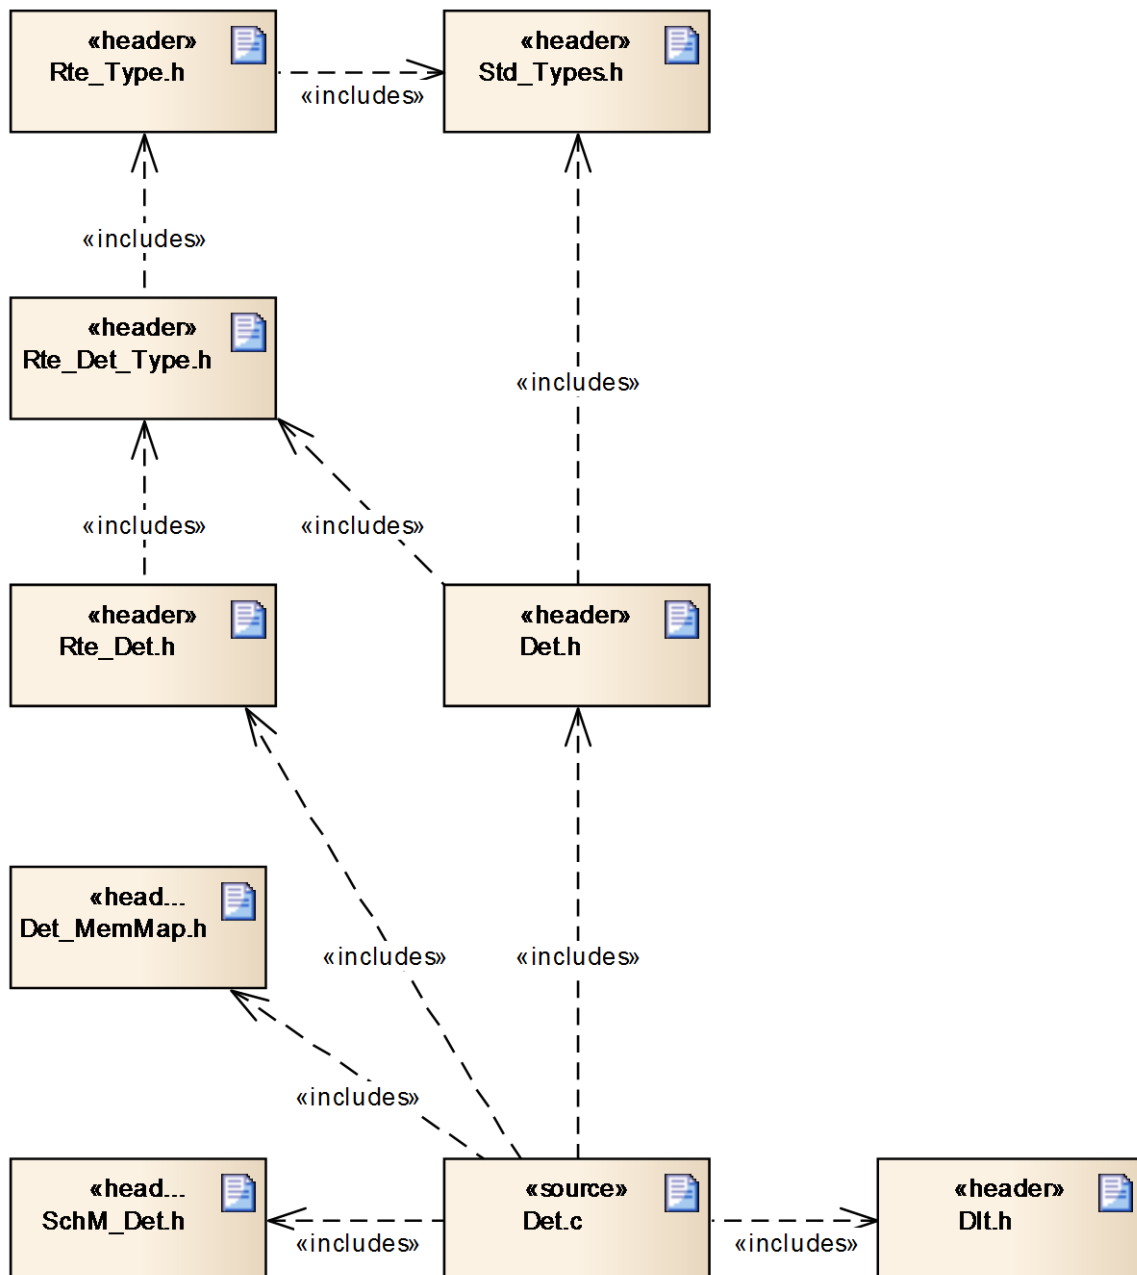 «header»
Rte_Type.h
«header»
Std_Types.h
«includes»
«includes»
«header»
Rte_Det_Type.h
«includes»
«includes»
«includes»
«header»
Rte_Det.h
«header»
Det.h
«head...
Det_MemMap.h
«includes»
«includes»
«includes»
«head...
SchM_Det.h
«source»
Det.c
«header»
Dlt.h
«includes»
«includes»